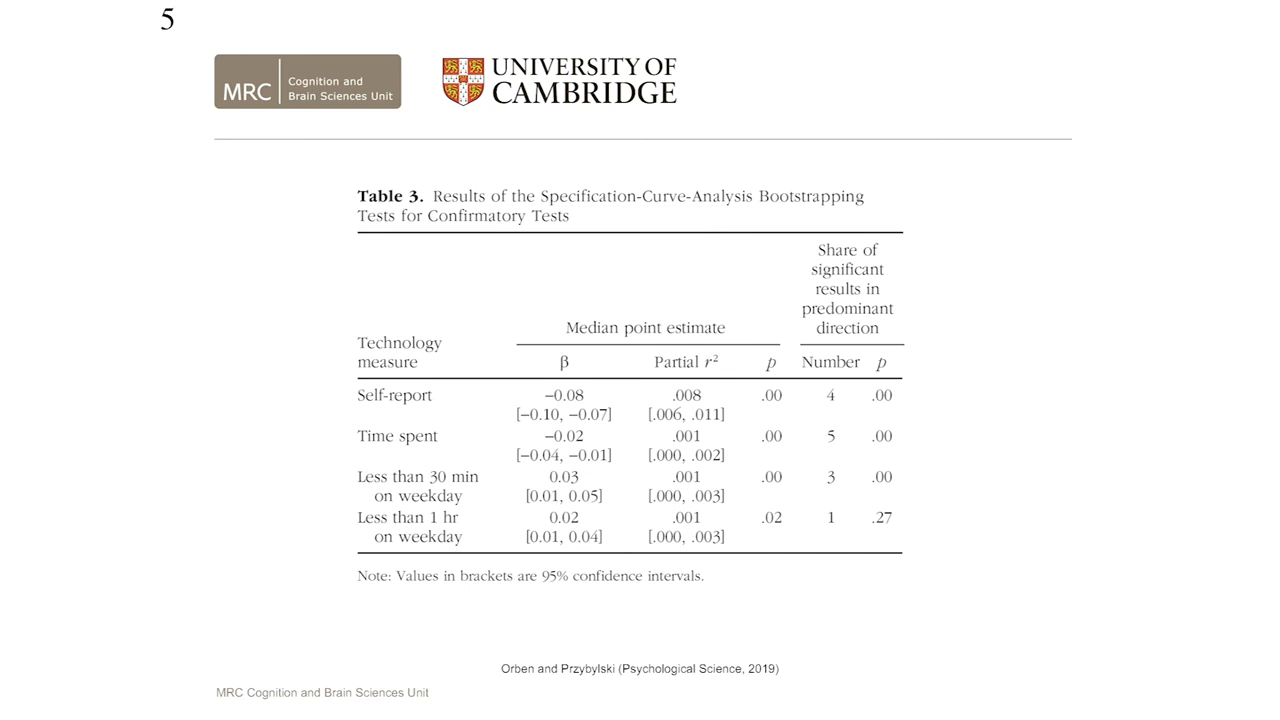 5
MRC Cognition and
Brain Sciences Unit
UNIVERSITY OF
CAMBRIDGE
Table 3. Results of the Specification-Curve-Analysis Bootstrapping
Tests for Confirmatory Tests
Share of
significant
results in
predominant
direction
Median point estimate
Technology
measure β Partial r² p Number p
Self-report −0.08 .008 .00 4 .00
[−0.10, −0.07] [.006, .011]
Time spent −0.02 .001 .00 5 .00
[−0.04, −0.01] [.000, .002]
Less than 30 min 0.03 .001 .00 3 .00
on weekday [0.01, 0.05] [.000, .003]
Less than 1 hr 0.02 .001 .02 1 .27
on weekday [0.01, 0.04] [.000, .003]
Note: Values in brackets are 95% confidence intervals.
Orben and Przybylski (Psychological Science, 2019)
MRC Cognition and Brain Sciences Unit